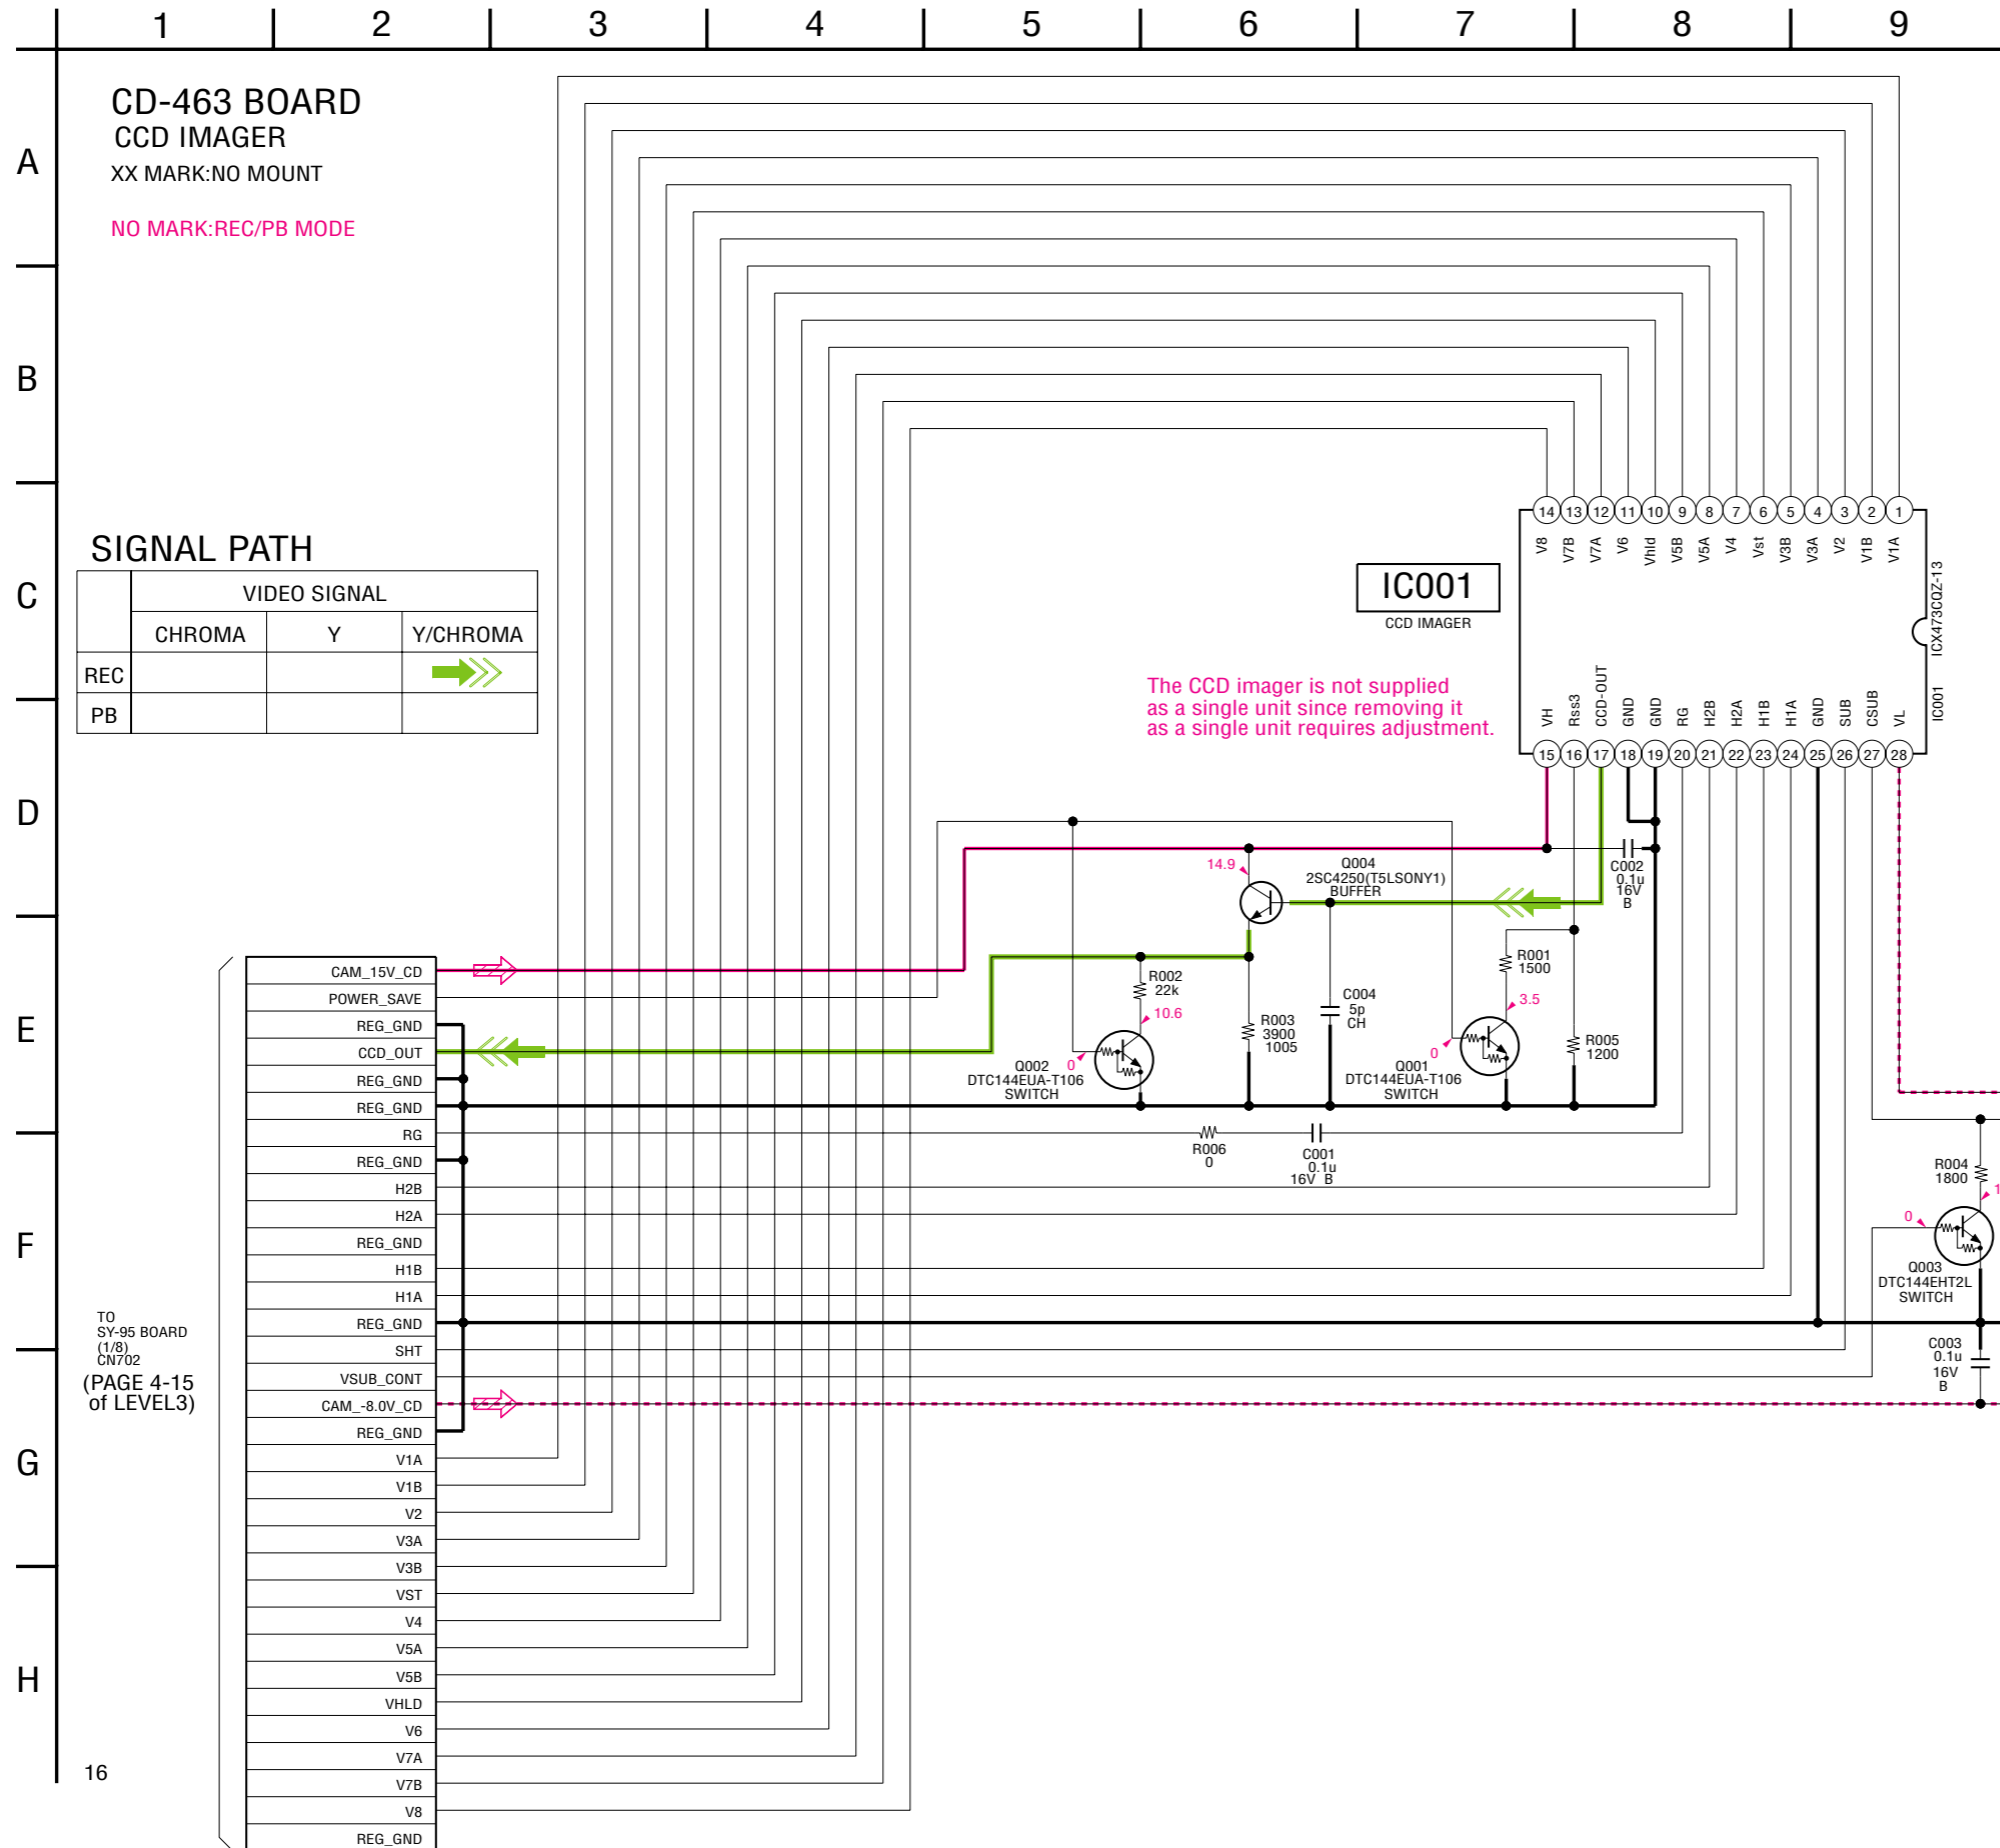 1 2 3 4 5 6 7 8 9
A
B
C
D
E
F
G
H
CD-463 BOARD
CCD IMAGER
XX MARK:NO MOUNT
NO MARK:REC/PB MODE
SIGNAL PATH
VIDEO SIGNAL
CHROMA Y Y/CHROMA
REC
PB
IC001
CCD IMAGER
The CCD imager is not supplied
as a single unit since removing it
as a single unit requires adjustment.
14 13 12 11 10 9 8 7 6 5 4 3 2 1
V8 V7B V7A V6 Vhld V5B V5A V4 Vst V3B V3A V2 V1B V1A
ICX473CQZ-13
IC001
VH Rss3 CCD-OUT GND GND RG H2B H2A H1B H1A GND SUB CSUB VL
15 16 17 18 19 20 21 22 23 24 25 26 27 28
14.9
Q004
2SC4250(T5LSONY1)
BUFFER
C002
0.1u
16V
B
R001
1500
R002
22k
10.6
C004
5p
CH
3.5
R003
3900
1005
R005
1200
0
Q002
DTC144EUA-T106
SWITCH
0
Q001
DTC144EUA-T106
SWITCH
R006
0
C001
0.1u
16V B
R004
1800
1
0
Q003
DTC144EHT2L
SWITCH
C003
0.1u
16V
B
CAM_15V_CD
POWER_SAVE
REG_GND
CCD_OUT
REG_GND
REG_GND
RG
REG_GND
H2B
H2A
REG_GND
H1B
H1A
REG_GND
SHT
VSUB_CONT
CAM_-8.0V_CD
REG_GND
V1A
V1B
V2
V3A
V3B
VST
V4
V5A
V5B
VHLD
V6
V7A
V7B
V8
REG_GND
TO
SY-95 BOARD
(1/8)
CN702
(PAGE 4-15
of LEVEL3)
16